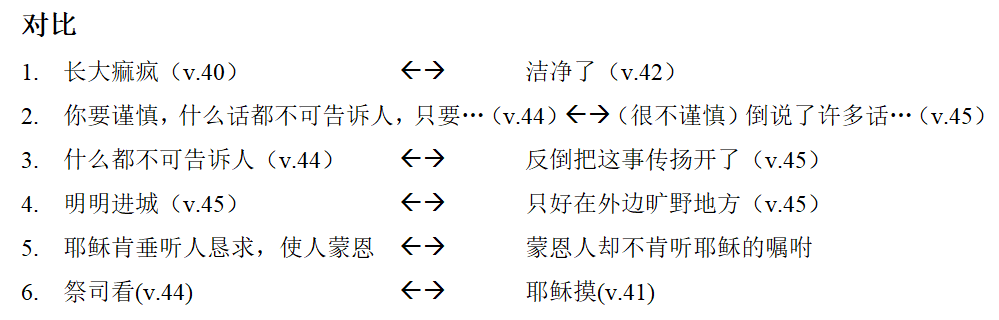 对比
1. 长大痲疯（v.40） ←→ 洁净了（v.42）
2. 你要谨慎，什么话都不可告诉人，只要…（v.44）←→（很不谨慎）倒说了许多话…（v.45）
3. 什么都不可告诉人（v.44） ←→ 反倒把这事传扬开了（v.45）
4. 明明进城（v.45） ←→ 只好在外边旷野地方（v.45）
5. 耶稣肯垂听人恳求，使人蒙恩 ←→ 蒙恩人却不肯听耶稣的嘱咐
6. 祭司看(v.44) ←→ 耶稣摸(v.41)